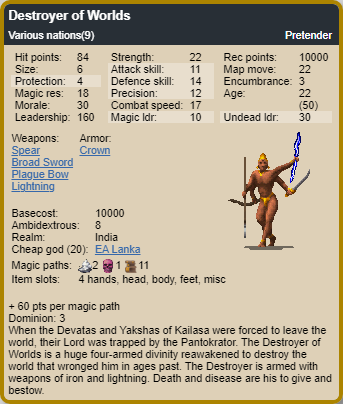 Destroyer of Worlds
Various nations(9) Pretender
Hit points: 84 Strength: 22 Rec points: 10000
Size: 6 Attack skill: 11 Map move: 22
Protection: 4 Defence skill: 14 Encumbrance: 3
Magic res: 18 Precision: 12 Age: 22
Morale: 30 Combat speed: 17 (50)
Leadership: 160 Magic ldr: 10 Undead ldr: 30
Weapons: Armor:
Spear Crown
Broad Sword
Plague Bow
Lightning
Basecost: 10000
Ambidextrous: 8
Realm: India
Cheap god (20): EA Lanka
Magic paths: 2 1 11
Item slots: 4 hands, head, body, feet, misc
+ 60 pts per magic path
Dominion: 3
When the Devatas and Yakshas of Kailasa were forced to leave the
world, their Lord was trapped by the Pantokrator. The Destroyer of
Worlds is a huge four-armed divinity reawakened to destroy the
world that wronged him in ages past. The Destroyer is armed with
weapons of iron and lightning. Death and disease are his to give and
bestow.